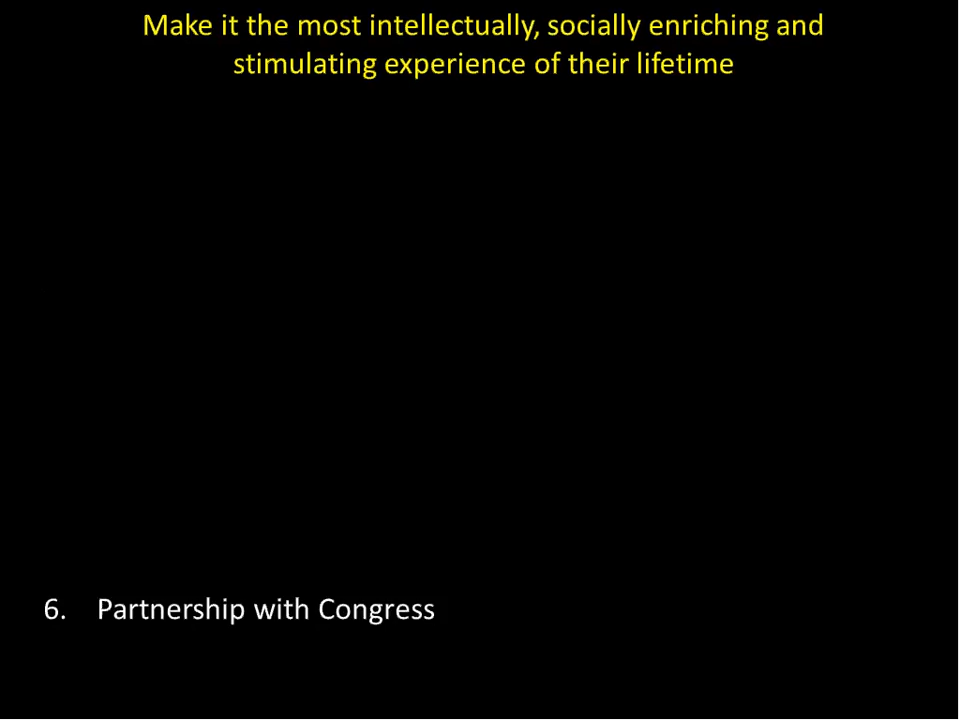 Make it the most intellectually, socially enriching and
stimulating experience of their lifetime
6. Partnership with Congress